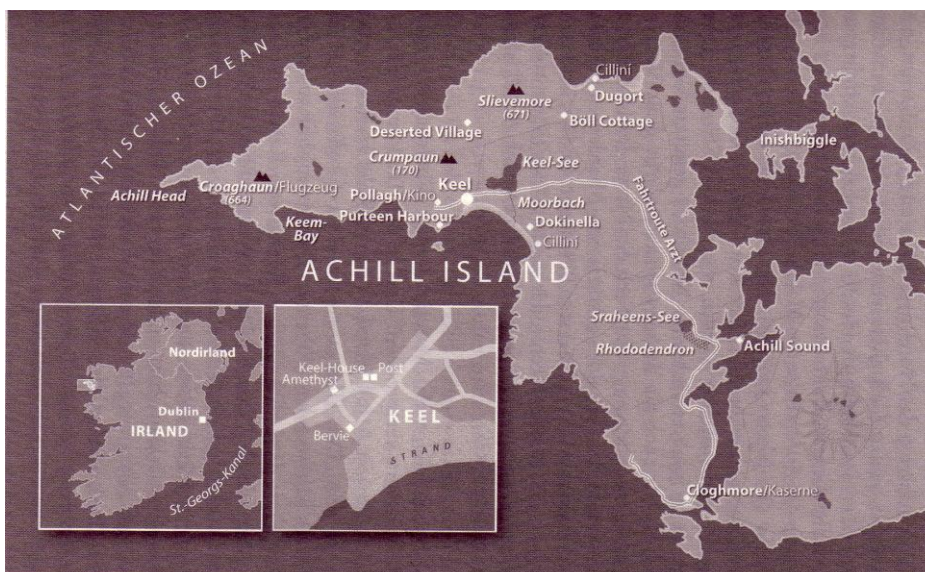 ATLANTISCHER OZEAN
Cillini
Dugort
Slievemore
(671)
Böll Cottage
Deserted Village
Inishbiggle
Crumpaun
(170)
Keel-See
Achill Head
Croaghaun/Flugzeug
(664)
Keel
Pollagh/Kino
Moorbach
Fahrtroute Arzt
Keem-
Bay
Purteen Harbour
Dokinella
Cillini
ACHILL ISLAND
Sraheens-See
Rhododendron
Achill Sound
Cloghmore/Kaserne
Nordirland
Dublin
IRLAND
St.-Georgs-Kanal
Keel-House
Post
Amethyst
KEEL
Bervie
STRAND